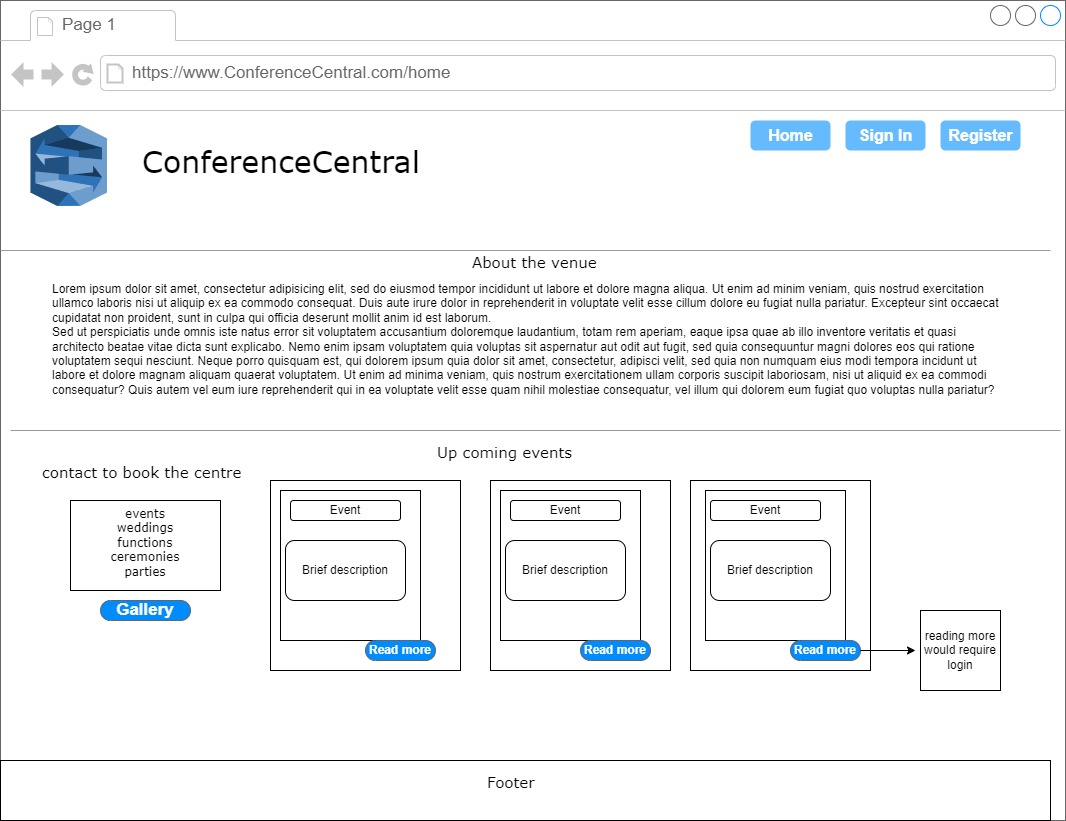 Page 1
https://www.ConferenceCentral.com/home
Home
Sign In
Register
ConferenceCentral
About the venue
Lorem ipsum dolor sit amet, consectetur adipisicing elit, sed do eiusmod tempor incididunt ut labore et dolore magna aliqua. Ut enim ad minim veniam, quis nostrud exercitation
ullamco laboris nisi ut aliquip ex ea commodo consequat. Duis aute irure dolor in reprehenderit in voluptate velit esse cillum dolore eu fugiat nulla pariatur. Excepteur sint occaecat
cupidatat non proident, sunt in culpa qui officia deserunt mollit anim id est laborum.
Sed ut perspiciatis unde omnis iste natus error sit voluptatem accusantium doloremque laudantium, totam rem aperiam, eaque ipsa quae ab illo inventore veritatis et quasi
architecto beatae vitae dicta sunt explicabo. Nemo enim ipsam voluptatem quia voluptas sit aspernatur aut odit aut fugit, sed quia consequuntur magni dolores eos qui ratione
voluptatem sequi nesciunt. Neque porro quisquam est, qui dolorem ipsum quia dolor sit amet, consectetur, adipisci velit, sed quia non numquam eius modi tempora incidunt ut
labore et dolore magnam aliquam quaerat voluptatem. Ut enim ad minima veniam, quis nostrum exercitationem ullam corporis suscipit laboriosam, nisi ut aliquid ex ea commodi
consequatur? Quis autem vel eum iure reprehenderit qui in ea voluptate velit esse quam nihil molestiae consequatur, vel illum qui dolorem eum fugiat quo voluptas nulla pariatur?
Up coming events
contact to book the centre
events
weddings
functions
ceremonies
parties
Gallery
Event
Brief description
Read more
Event
Brief description
Read more
Event
Brief description
Read more
reading more
would require
login
Footer